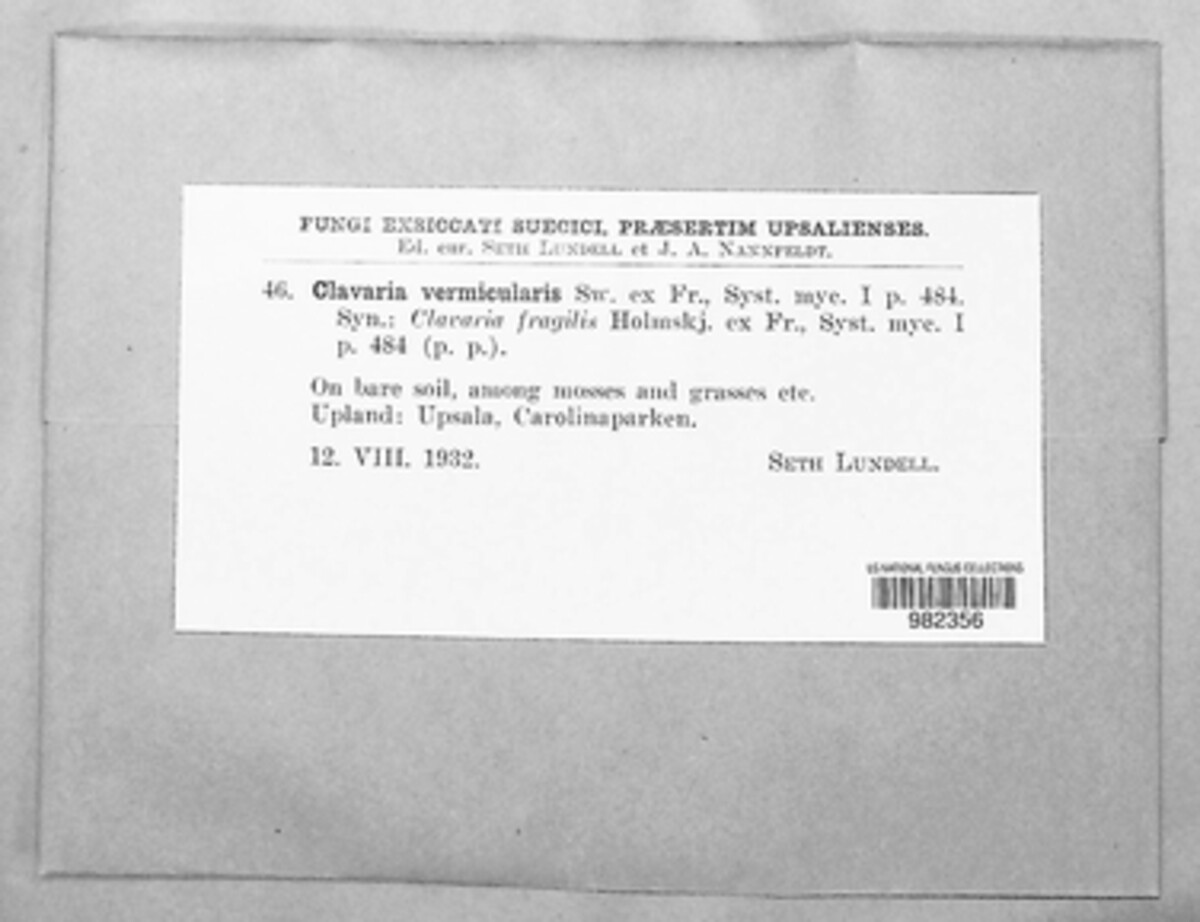 FUNGI EXSICCATI SUECICI, PRÆSERTIM UPSALIENSES.
Ed. cur. SETH LUNDELL et J. A. NANNFELDT.
46. Clavaria vermicularis Sw. ex Fr., Syst. myc. I p. 484.
Syn.: Clavaria fragilis Holmskj. ex Fr., Syst. myc. I
p. 484 (p. p.).
On bare soil, among mosses and grasses etc.
Upland: Upsala, Carolinaparken.
12. VIII. 1932. SETH LUNDELL.
US NATIONAL FUNGUS COLLECTIONS
982356